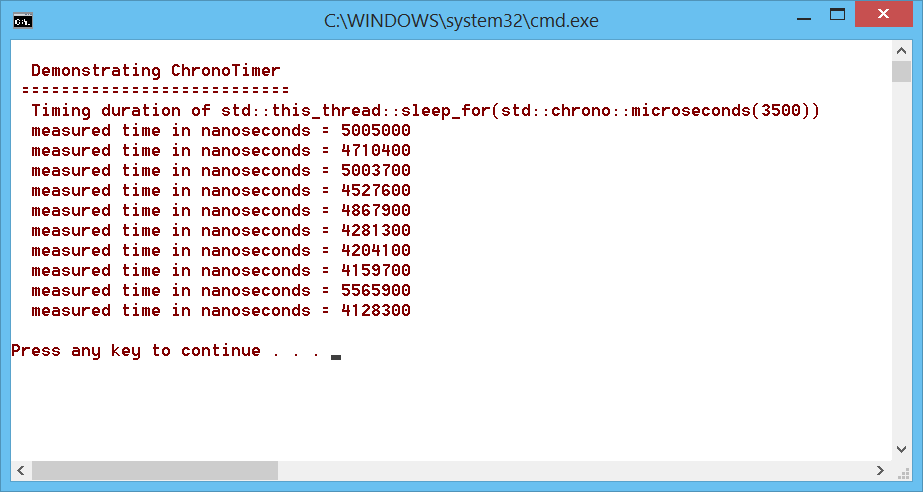 C:\WINDOWS\system32\cmd.exe
Demonstrating ChronoTimer
===========================
Timing duration of std::this_thread::sleep_for(std::chrono::microseconds(3500))
measured time in nanoseconds = 5005000
measured time in nanoseconds = 4710400
measured time in nanoseconds = 5003700
measured time in nanoseconds = 4527600
measured time in nanoseconds = 4867900
measured time in nanoseconds = 4281300
measured time in nanoseconds = 4204100
measured time in nanoseconds = 4159700
measured time in nanoseconds = 5565900
measured time in nanoseconds = 4128300
Press any key to continue . . .